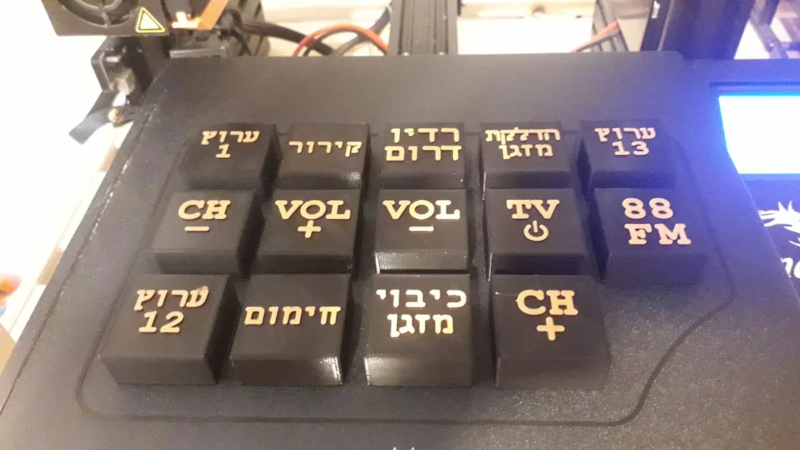 ערוץ
1
קירור
רדיו
דרום
הדלקת
מזגן
ערוץ
13
CH
−
VOL
+
VOL
−
TV
88
FM
ערוץ
12
חימום
כיבוי
מזגן
CH
+